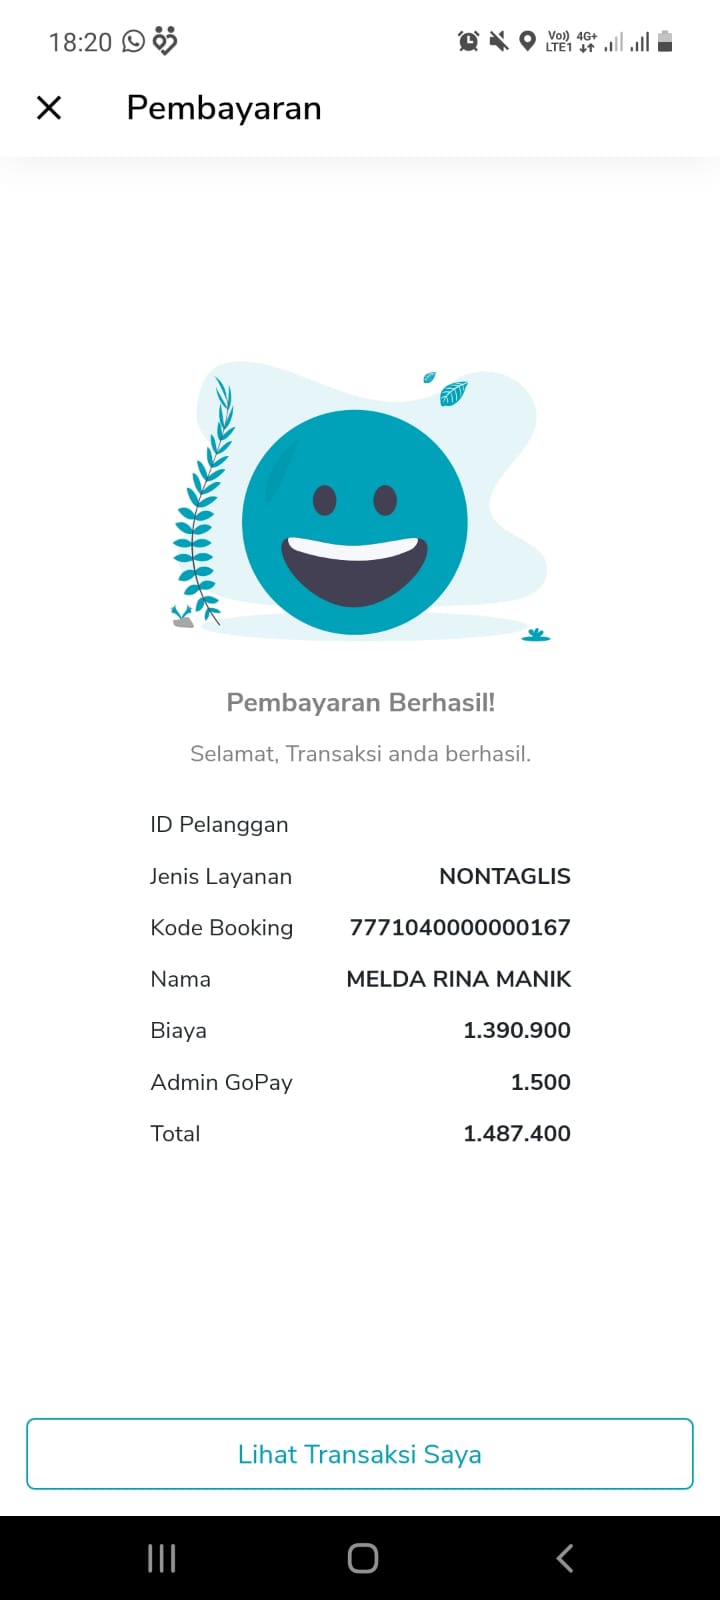 18:20
Vo)) 4G+
LTE1
Pembayaran
Pembayaran Berhasil!
Selamat, Transaksi anda berhasil.
ID Pelanggan
Jenis Layanan NONTAGLIS
Kode Booking 7771040000000167
Nama MELDA RINA MANIK
Biaya 1.390.900
Admin GoPay 1.500
Total 1.487.400
Lihat Transaksi Saya